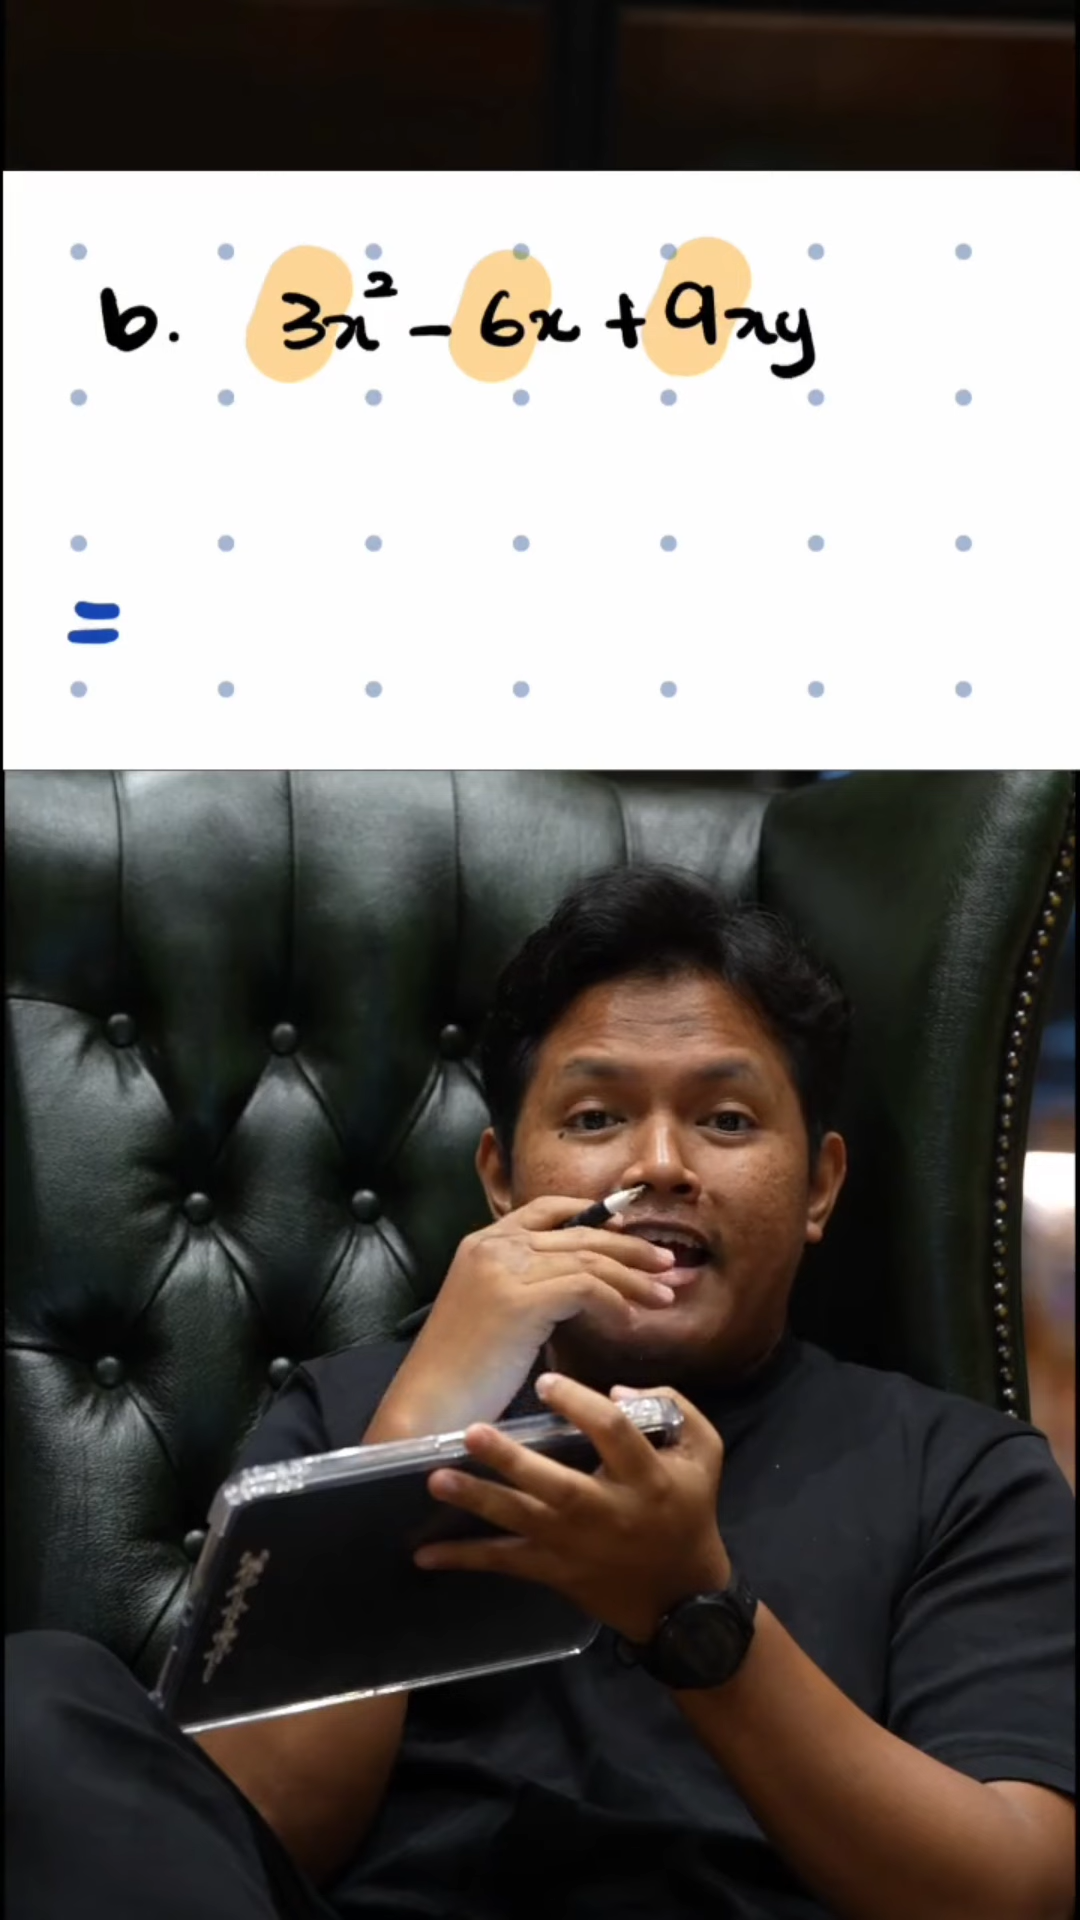 b. 3x² - 6x + 9xy
=